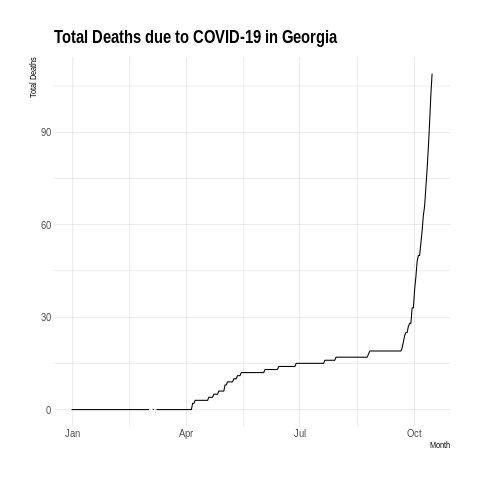 Total Deaths due to COVID-19 in Georgia
Total Deaths
90
60
30
0
Jan Apr Jul Oct
Month